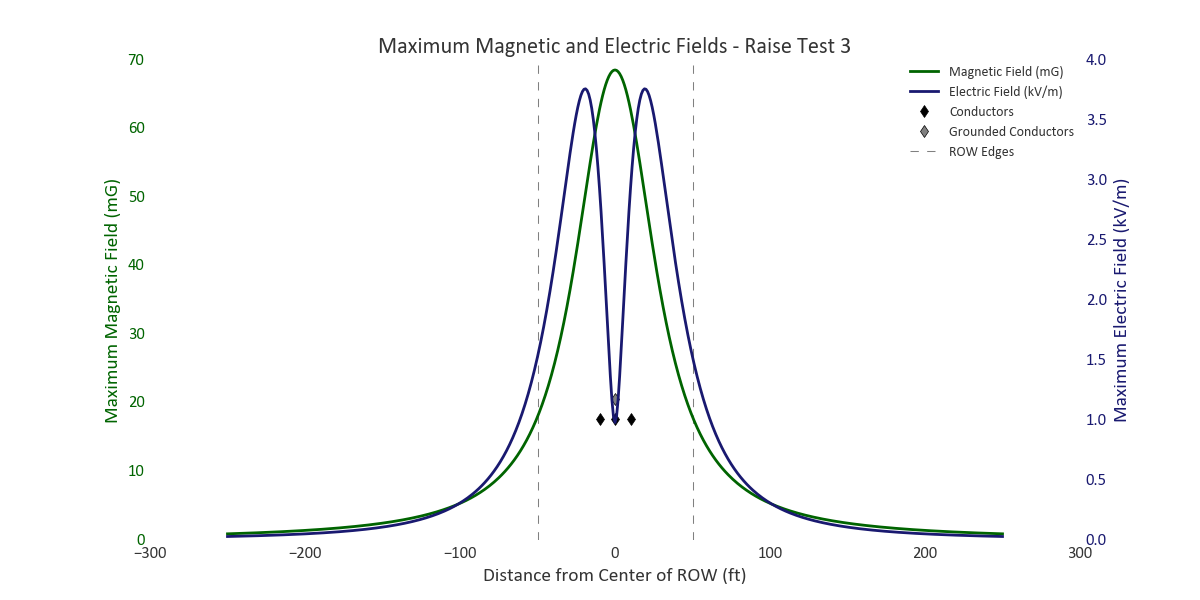 Maximum Magnetic and Electric Fields - Raise Test 3
Magnetic Field (mG)
Electric Field (kV/m)
Conductors
Grounded Conductors
ROW Edges
Maximum Magnetic Field (mG)
70
60
50
40
30
20
10
0
4.0
3.5
3.0
2.5
2.0
1.5
1.0
0.5
0.0
Maximum Electric Field (kV/m)
−300
−200
−100
0
100
200
300
Distance from Center of ROW (ft)